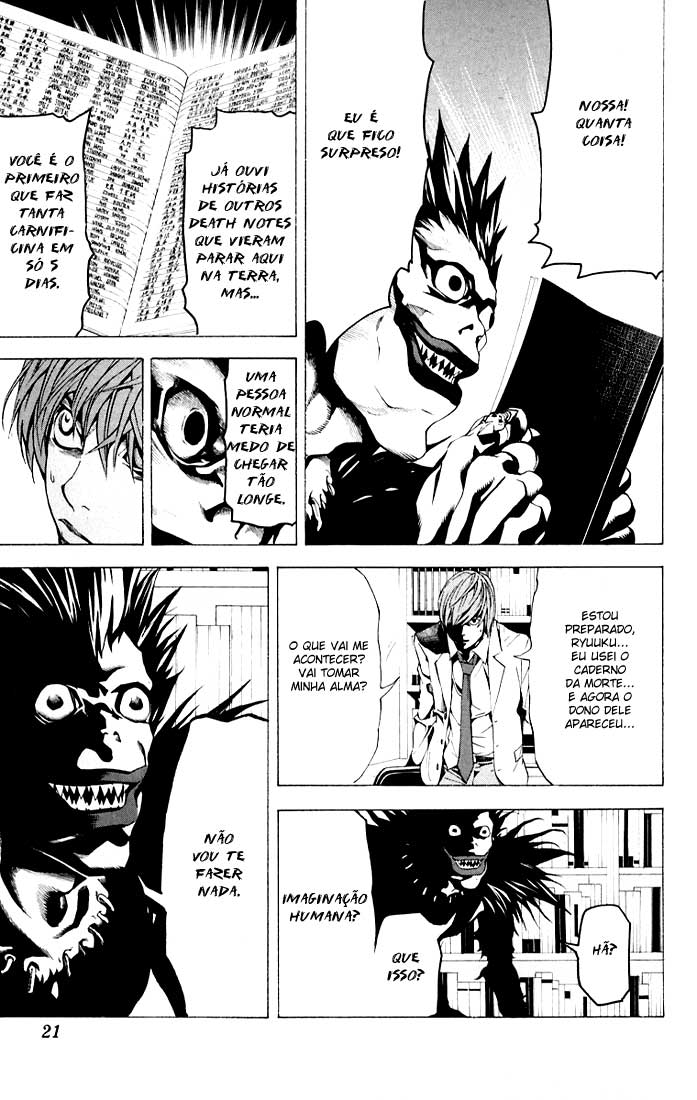 NOSSA!
QUANTA
COISA!
EU É
QUE FICO
SURPRESO!
JÁ OUVI
HISTÓRIAS
DE OUTROS
DEATH NOTES
QUE VIERAM
PARAR AQUI
NA TERRA,
MAS...
VOCÊ É O
PRIMEIRO
QUE FAZ
TANTA
CARNIFI-
CINA EM
SÓ 5
DIAS.
UMA
PESSOA
NORMAL
TERIA
MEDO DE
CHEGAR
TÃO
LONGE.
ESTOU
PREPARADO,
RYUUKU...
EU USEI O
CADERNO
DA MORTE...
E AGORA O
DONO DELE
APARECEU...
O QUE VAI ME
ACONTECER?
VAI TOMAR
MINHA ALMA?
HÃ?
QUE
ISSO?
IMAGINAÇÃO
HUMANA?
NÃO
VOU TE
FAZER
NADA.
21